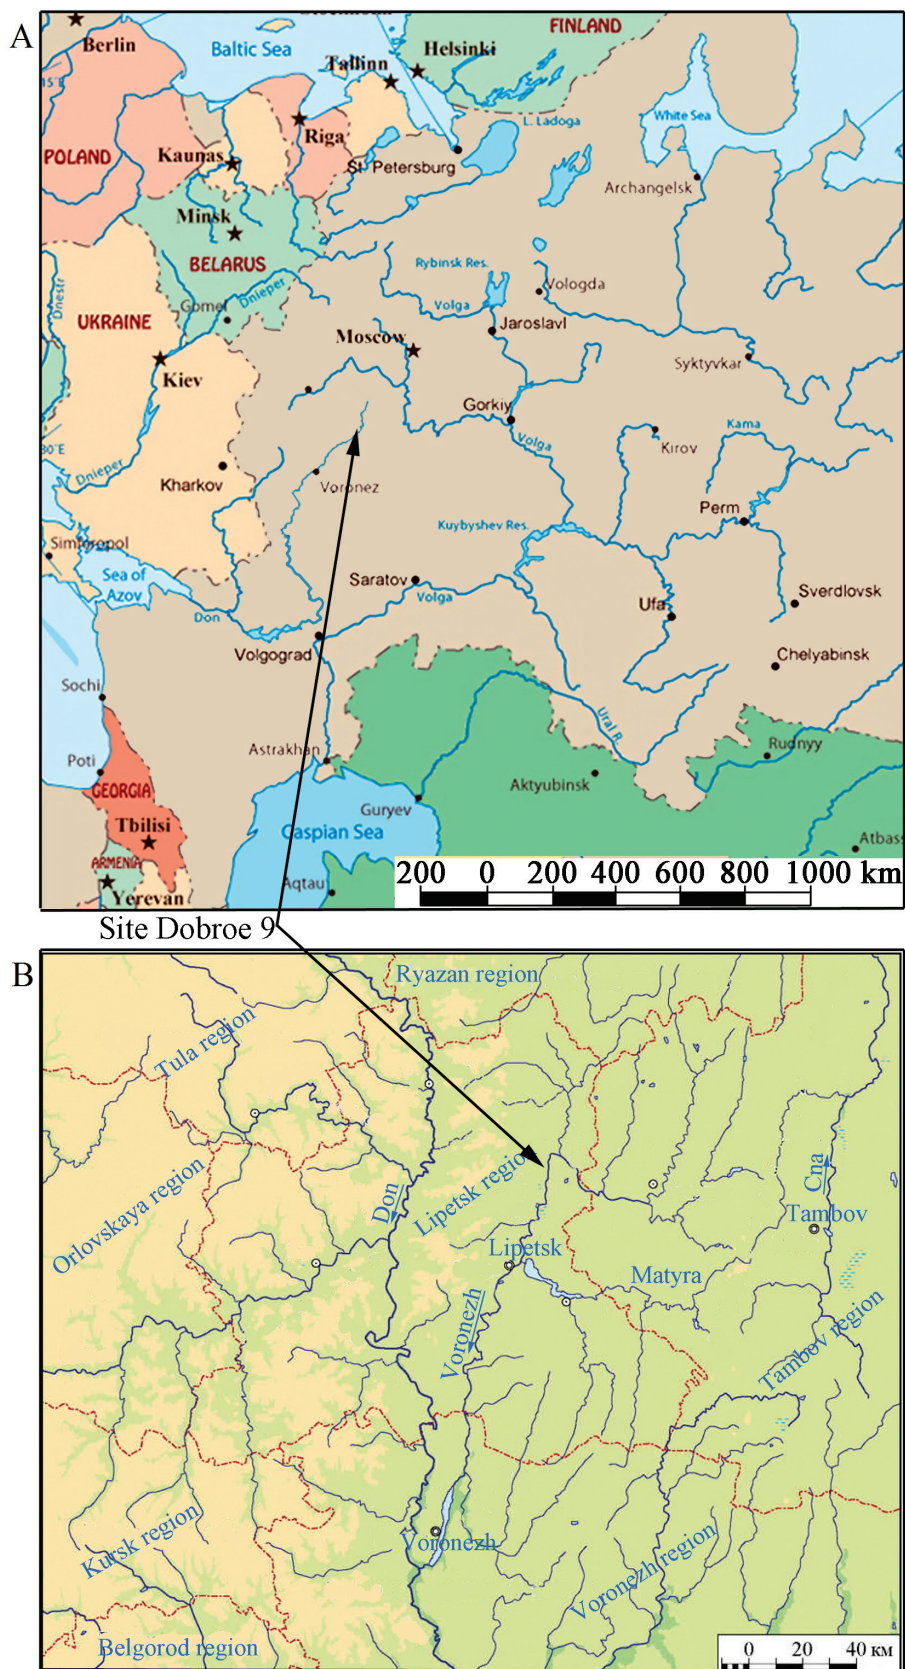 A
Berlin
Baltic Sea
Tallinn
Helsinki
FINLAND
15°E
L. Ladoga
White Sea
POLAND
Kaunas
Riga
St. Petersburg
Archangelsk
Minsk
BELARUS
Rybinsk Res.
Vologda
Dnestr
Gomel
Dnieper
Volga
UKRAINE
Moscow
Jaroslavl
Syktyvkar
Kiev
Gorkiy
Volga
Kirov
Kama
30°E
Dnieper
Kharkov
Voronez
Perm
Kuybyshev Res.
Simferopol
Sea of
Azov
Saratov
Volga
Ufa
Sverdlovsk
Don
Volgograd
Chelyabinsk
Sochi
Ural R.
Astrakhan
Rudnyy
Poti
GEORGIA
Aktyubinsk
Guryev
Tbilisi
Caspian Sea
Atbas
ARMENIA
Aqtau
Yerevan
200 0 200 400 600 800 1000 km
Site Dobroe 9
B
Ryazan region
Tula region
Orlovskaya region
Don
Lipetsk region
Cna
Tambov
Lipetsk
Matyra
Voronezh
Tambov region
Kursk region
Voronezh
Voronezh region
Belgorod region
0 20 40 км